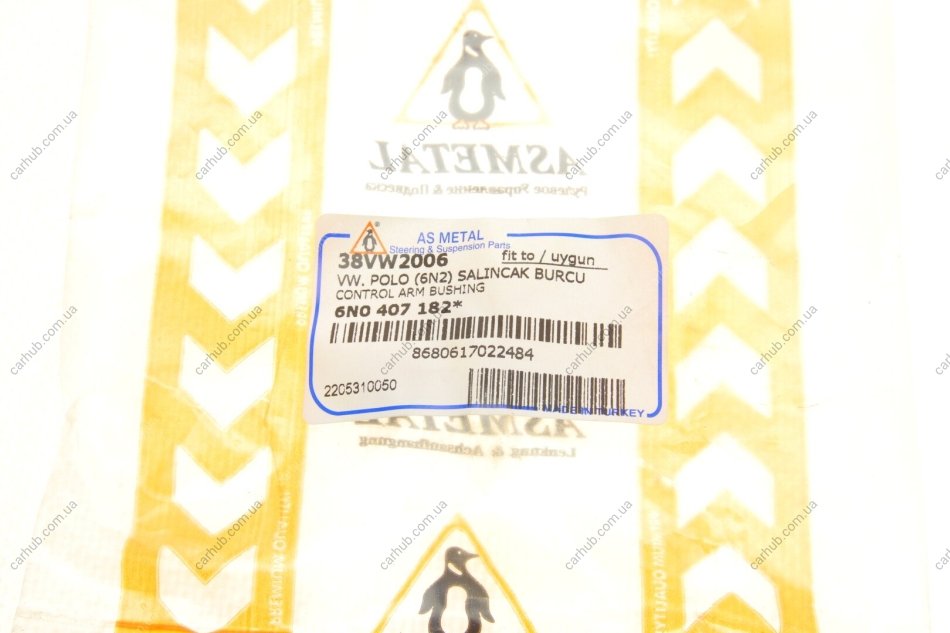 ASMETAL
Рулевое Управление & Подвеска
AS METAL
Steering & Suspension Parts
38VW2006
fit to / uygun
VW. POLO (6N2) SALINCAK BURCU
CONTROL ARM BUSHING
6N0 407 182*
8680617022484
2205310050
MADE IN TURKEY
ASMETAL
Lenkung & Achsaufhangung
carhub.com.ua